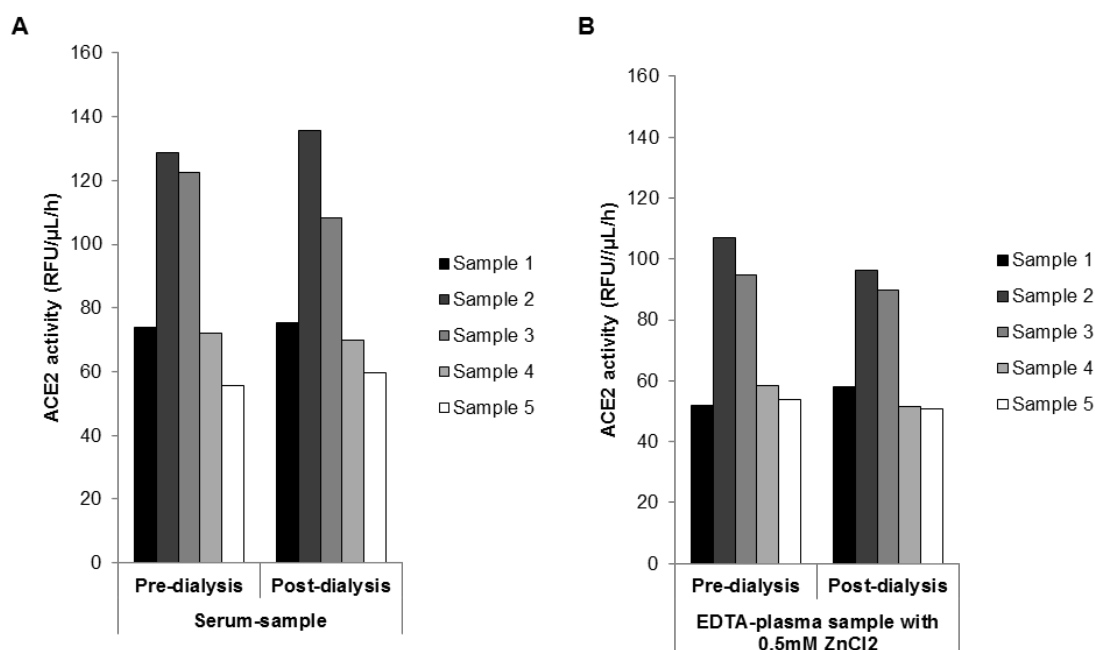 A
ACE2 activity (RFU/µL/h)
160
140
120
100
80
60
40
20
0
Pre-dialysis Post-dialysis
Serum-sample
Sample 1
Sample 2
Sample 3
Sample 4
Sample 5
B
ACE2 activity (RFU//µL/h)
160
140
120
100
80
60
40
20
0
Pre-dialysis Post-dialysis
EDTA-plasma sample with
0.5mM ZnCl2
Sample 1
Sample 2
Sample 3
Sample 4
Sample 5